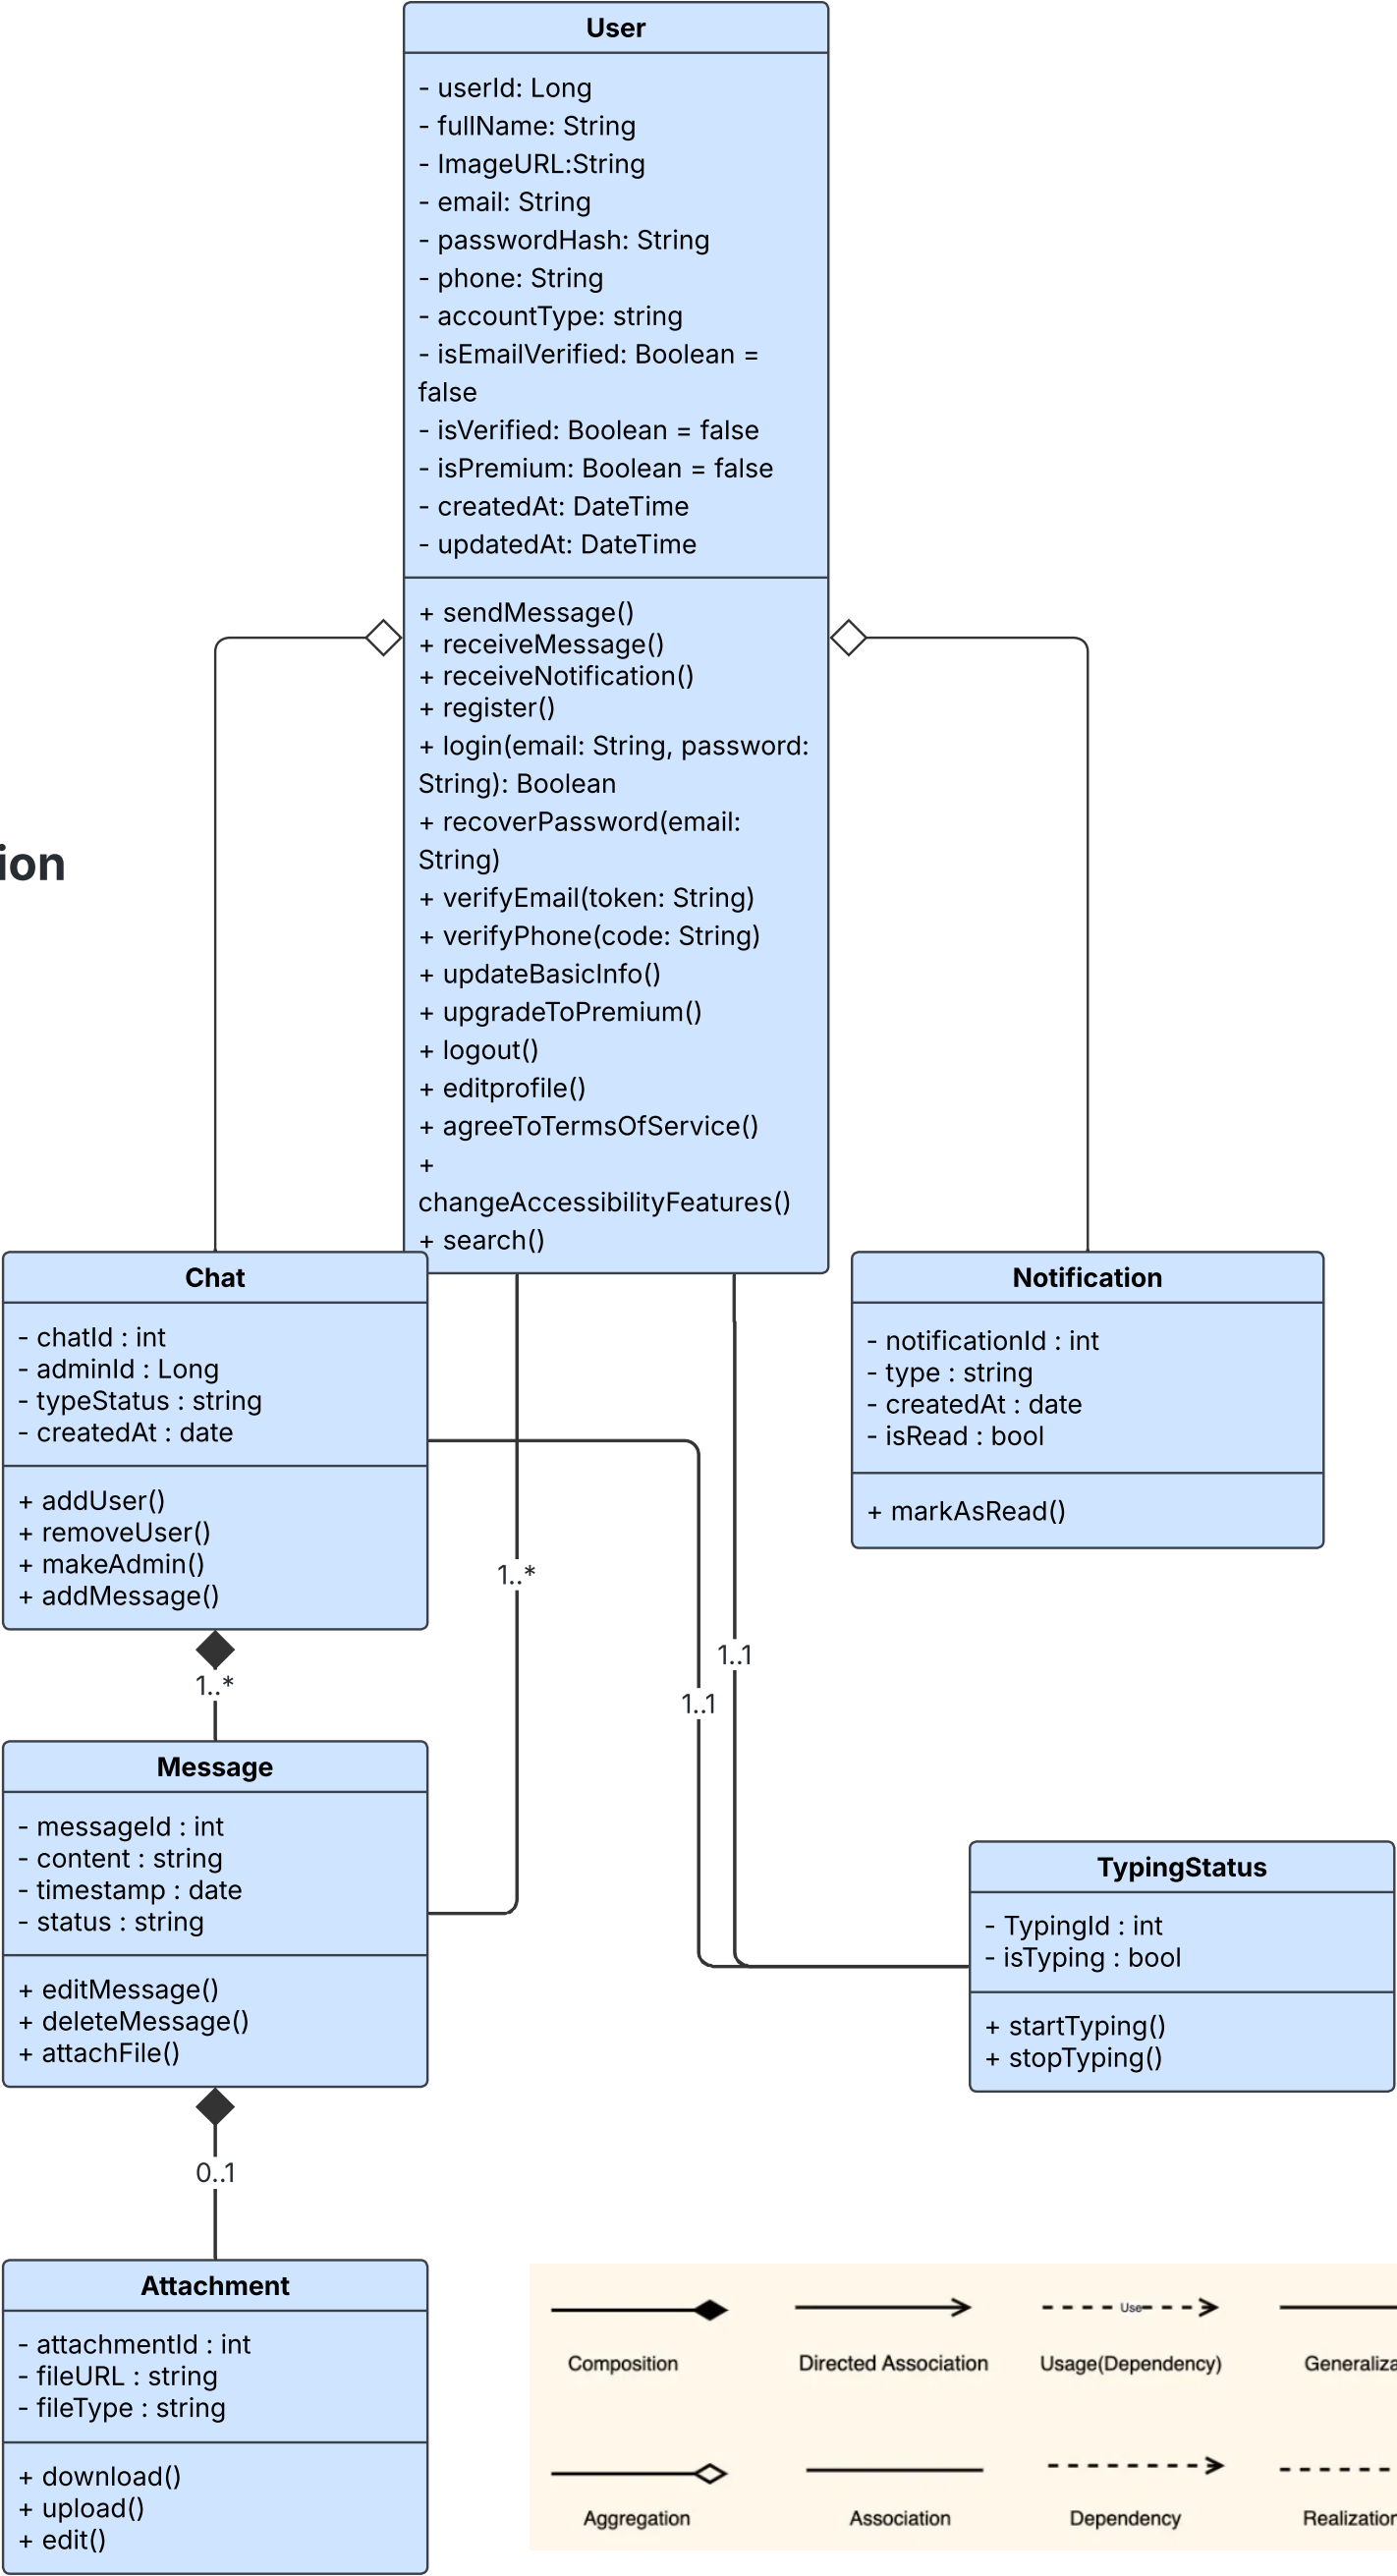 User
- userId: Long
- fullName: String
- ImageURL:String
- email: String
- passwordHash: String
- phone: String
- accountType: string
- isEmailVerified: Boolean =
false
- isVerified: Boolean = false
- isPremium: Boolean = false
- createdAt: DateTime
- updatedAt: DateTime
+ sendMessage()
+ receiveMessage()
+ receiveNotification()
+ register()
+ login(email: String, password:
String): Boolean
+ recoverPassword(email:
String)
+ verifyEmail(token: String)
+ verifyPhone(code: String)
+ updateBasicInfo()
+ upgradeToPremium()
+ logout()
+ editprofile()
+ agreeToTermsOfService()
+
changeAccessibilityFeatures()
+ search()
ion
Chat
- chatId : int
- adminId : Long
- typeStatus : string
- createdAt : date
+ addUser()
+ removeUser()
+ makeAdmin()
+ addMessage()
Notification
- notificationId : int
- type : string
- createdAt : date
- isRead : bool
+ markAsRead()
1..*
1..1
1..1
1..*
Message
- messageId : int
- content : string
- timestamp : date
- status : string
+ editMessage()
+ deleteMessage()
+ attachFile()
TypingStatus
- TypingId : int
- isTyping : bool
+ startTyping()
+ stopTyping()
0..1
Attachment
- attachmentId : int
- fileURL : string
- fileType : string
+ download()
+ upload()
+ edit()
Use
Composition
Directed Association
Usage(Dependency)
Generaliza
Aggregation
Association
Dependency
Realization